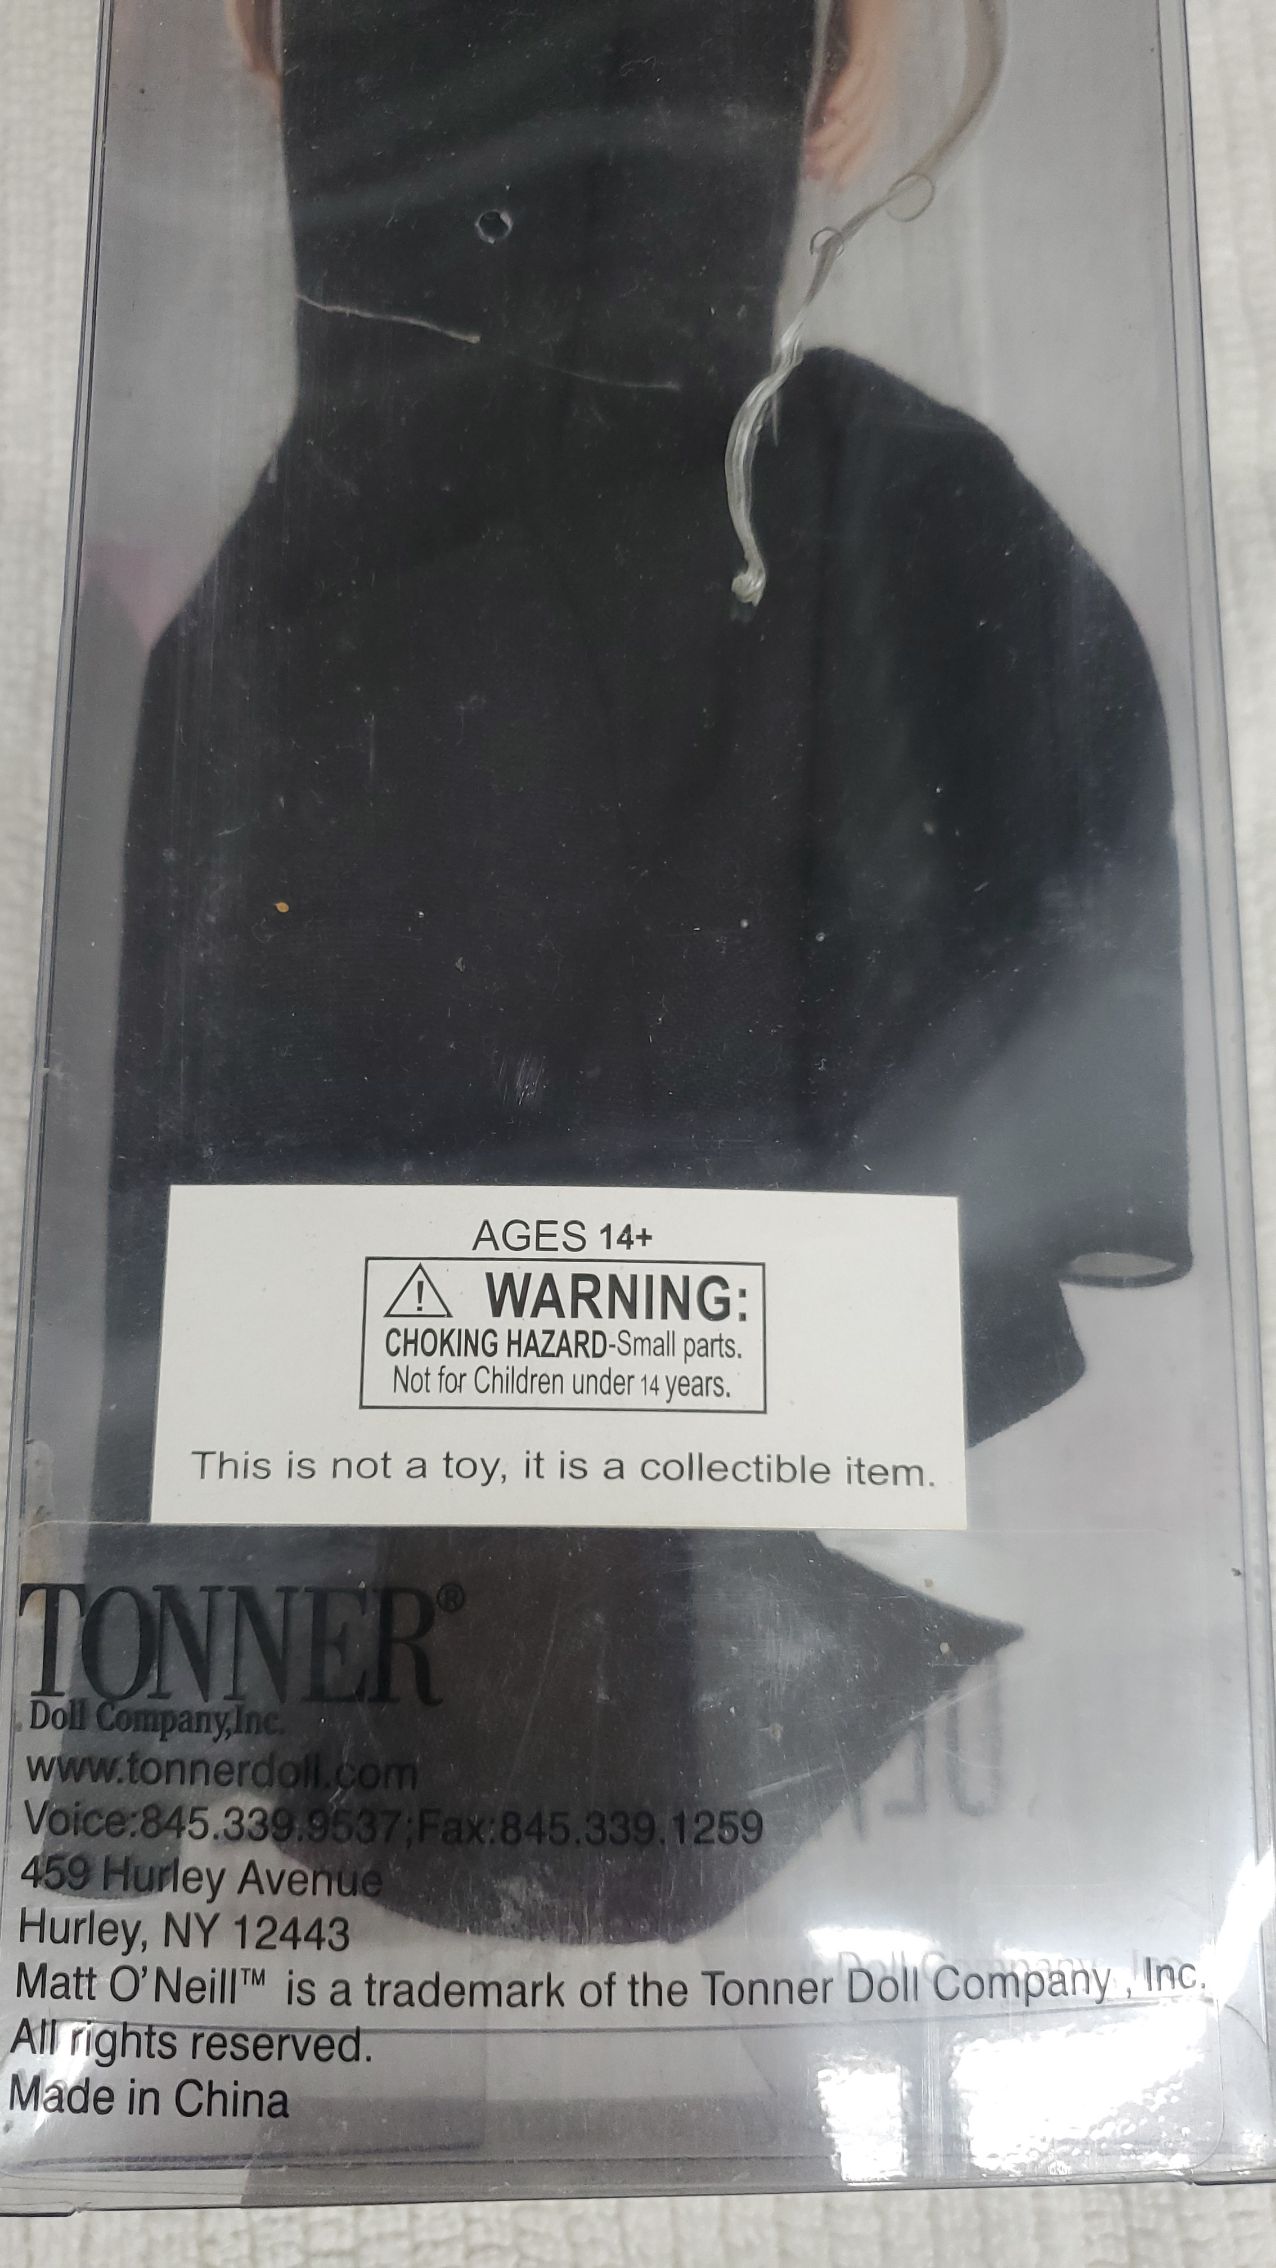 AGES 14+
WARNING:
CHOKING HAZARD-Small parts.
Not for Children under 14 years.
This is not a toy, it is a collectible item.
TONNER®
Doll Company,Inc.
www.tonnerdoll.com
Voice:845.339.9537;Fax:845.339.1259
459 Hurley Avenue
Hurley, NY 12443
Matt O'Neill™ is a trademark of the Tonner Doll Company , Inc.
All rights reserved.
Made in China